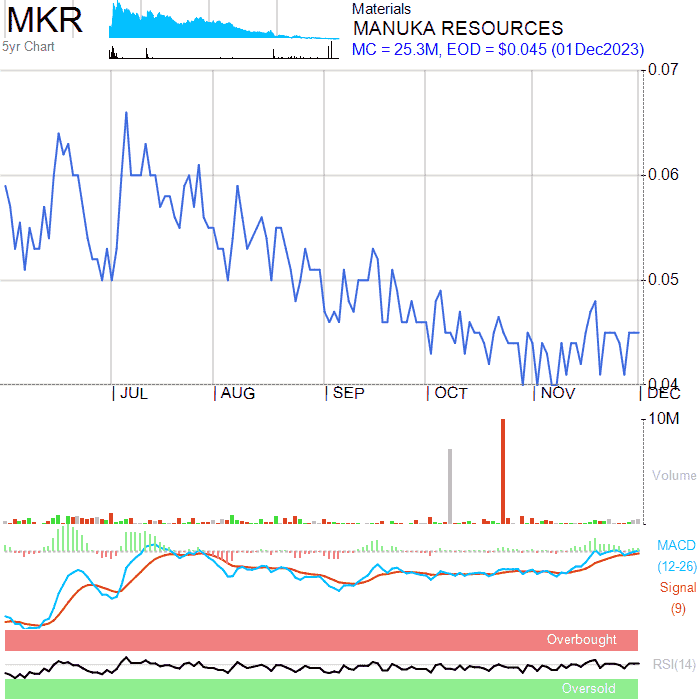 MKR
5yr Chart
Materials
MANUKA RESOURCES
MC = 25.3M, EOD = $0.045 (01Dec2023)
0.07
0.06
0.05
0.04
JUL
AUG
SEP
OCT
NOV
DEC
10M
Volume
MACD
(12-26)
Signal
(9)
Overbought
RSI(14)
Oversold